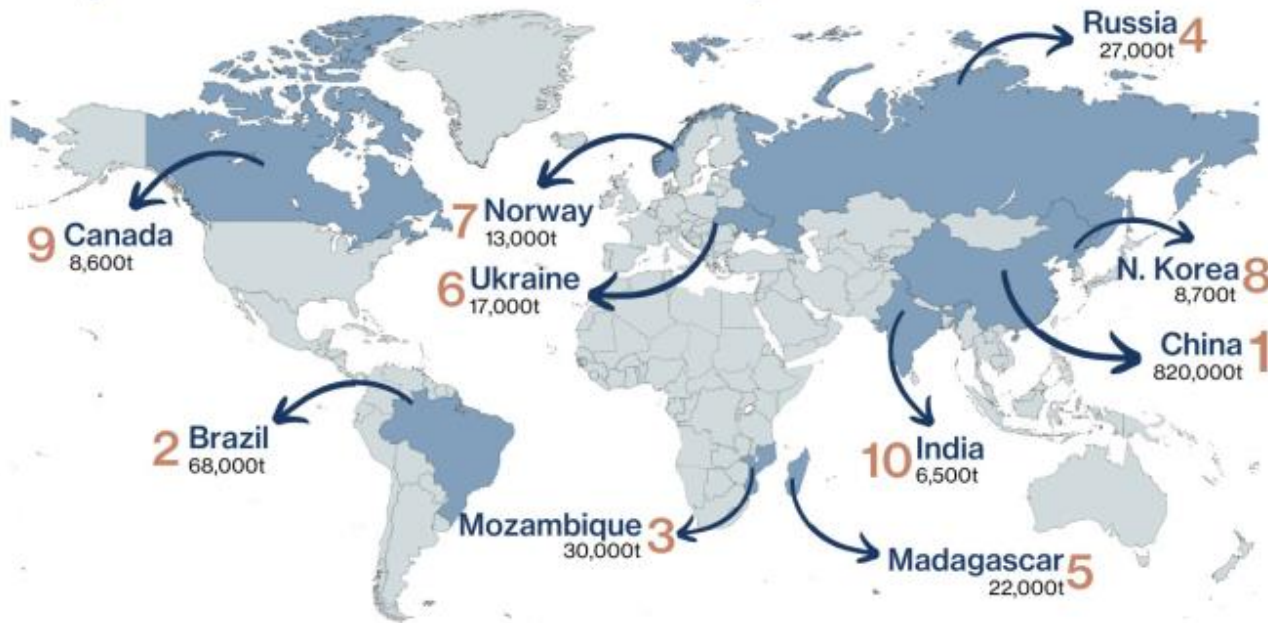 Russia 4
27,000t
7 Norway
13,000t
9 Canada
8,600t
6 Ukraine
17,000t
N. Korea 8
8,700t
China 1
820,000t
2 Brazil
68,000t
10 India
6,500t
Mozambique 3
30,000t
Madagascar 5
22,000t